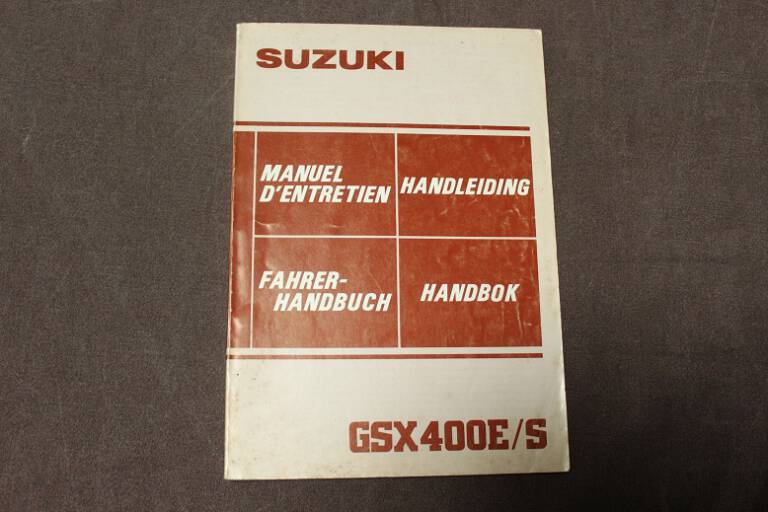 SUZUKI
MANUEL
D'ENTRETIEN
HANDLEIDING
FAHRER-
HANDBUCH
HANDBOK
GSX400E/S